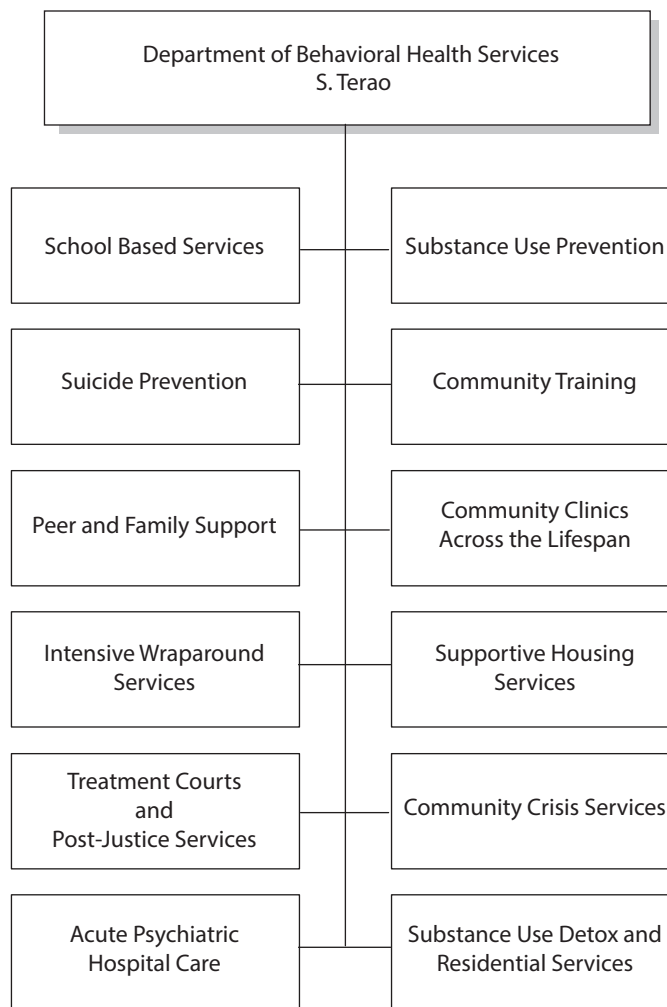 Department of Behavioral Health Services
S. Terao
School Based Services
Substance Use Prevention
Suicide Prevention
Community Training
Peer and Family Support
Community Clinics
Across the Lifespan
Intensive Wraparound
Services
Supportive Housing
Services
Treatment Courts
and
Post-Justice Services
Community Crisis Services
Acute Psychiatric
Hospital Care
Substance Use Detox and
Residential Services